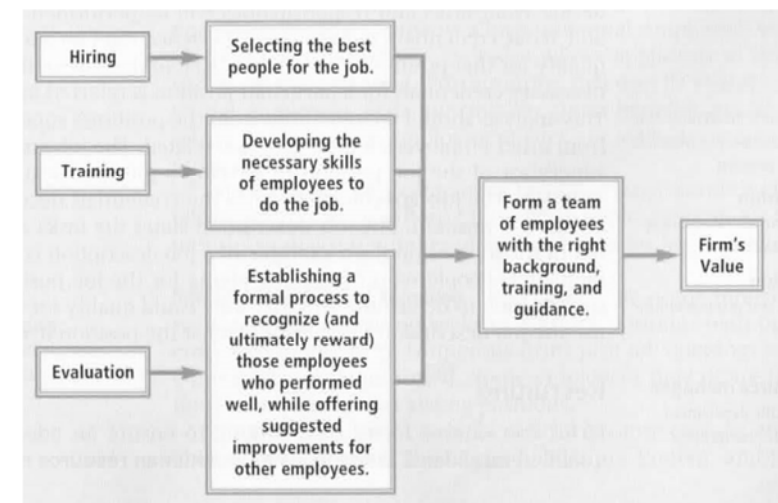 Hiring
Selecting the best
people for the job.
Training
Developing the
necessary skills
of employees to
do the job.
Evaluation
Establishing a
formal process to
recognize (and
ultimately reward)
those employees
who performed
well, while offering
suggested
improvements for
other employees.
Form a team
of employees
with the right
background,
training, and
guidance.
Firm's
Value